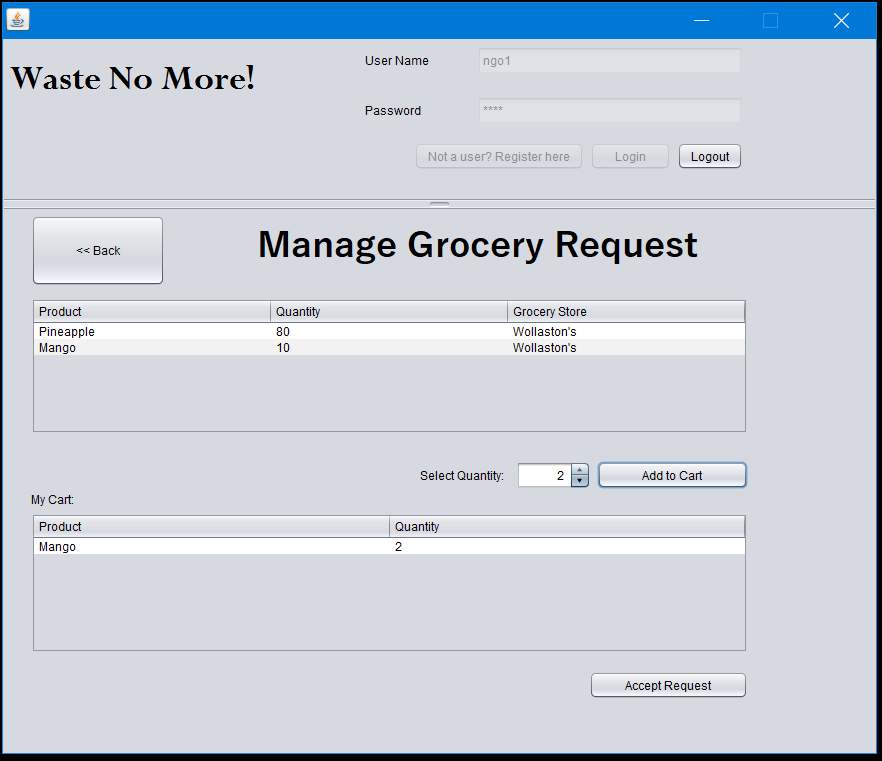 Waste No More!
User Name ngo1
Password ****
Not a user? Register here Login Logout
<< Back
Manage Grocery Request
Product Quantity Grocery Store
Pineapple 80 Wollaston's
Mango 10 Wollaston's
Select Quantity: 2 Add to Cart
My Cart:
Product Quantity
Mango 2
Accept Request